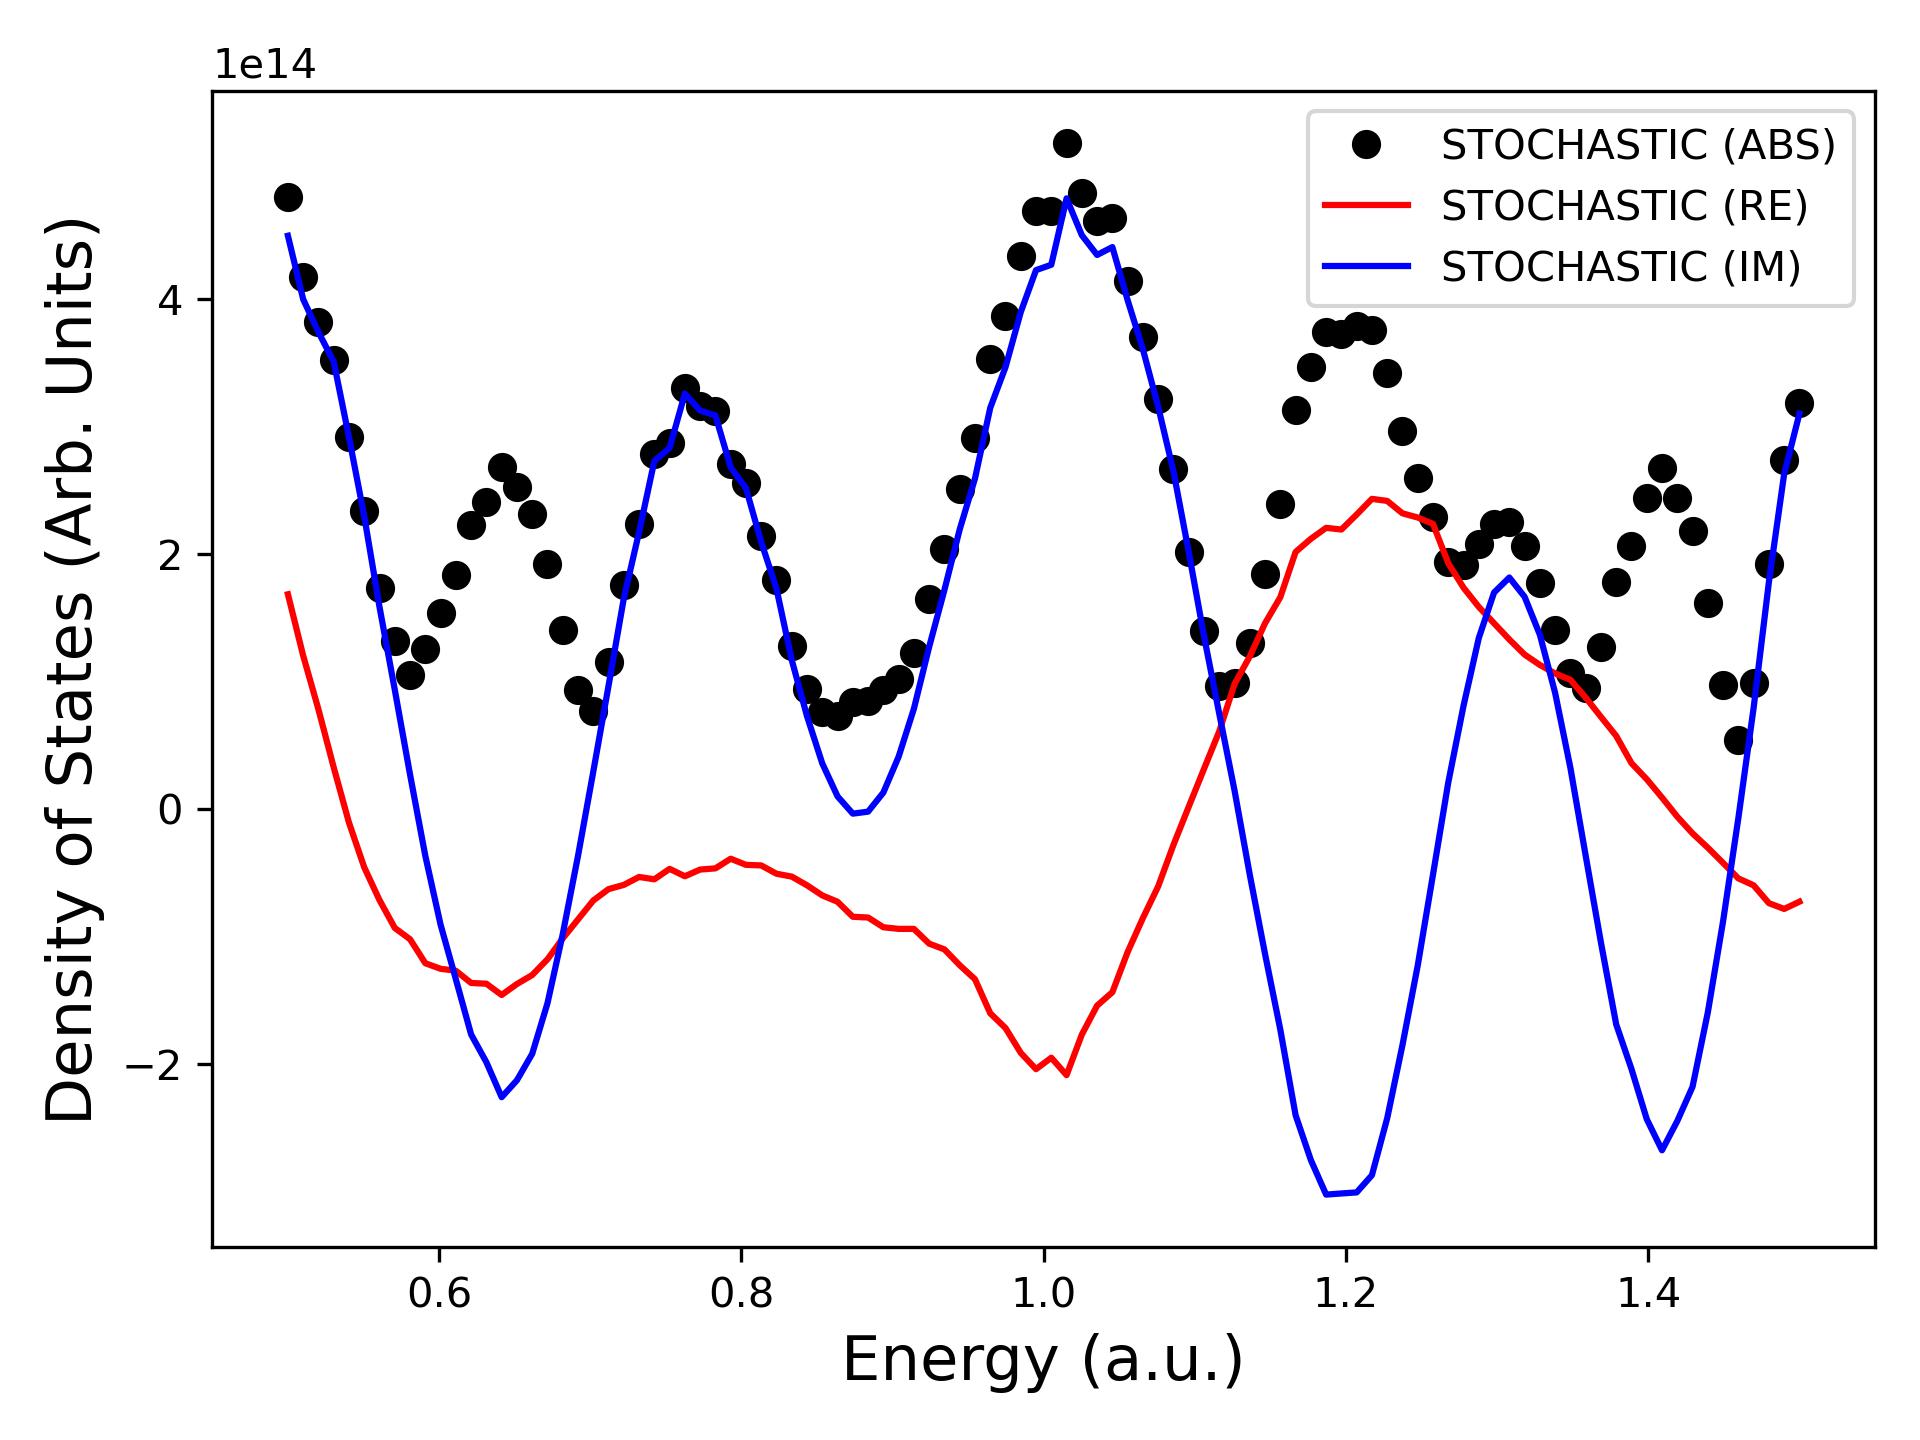 1e14
Density of States (Arb. Units)
4
2
0
−2
STOCHASTIC (ABS)
STOCHASTIC (RE)
STOCHASTIC (IM)
0.6 0.8 1.0 1.2 1.4
Energy (a.u.)